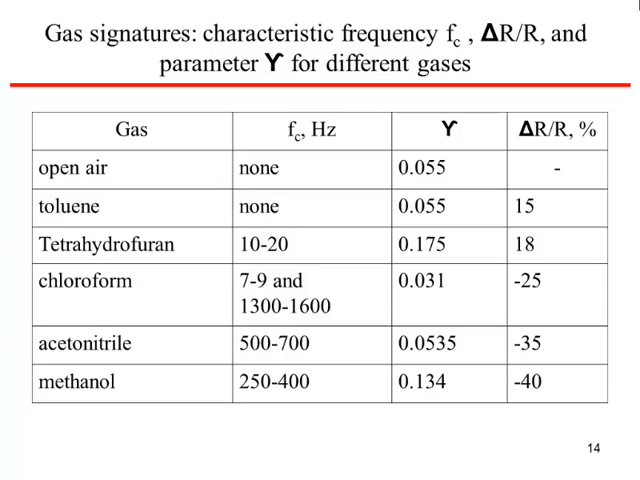 Gas signatures: characteristic frequency fc , ΔR/R, and
parameter ϒ for different gases
Gas fc, Hz ϒ ΔR/R, %
open air none 0.055 -
toluene none 0.055 15
Tetrahydrofuran 10-20 0.175 18
chloroform 7-9 and 0.031 -25
1300-1600
acetonitrile 500-700 0.0535 -35
methanol 250-400 0.134 -40
14